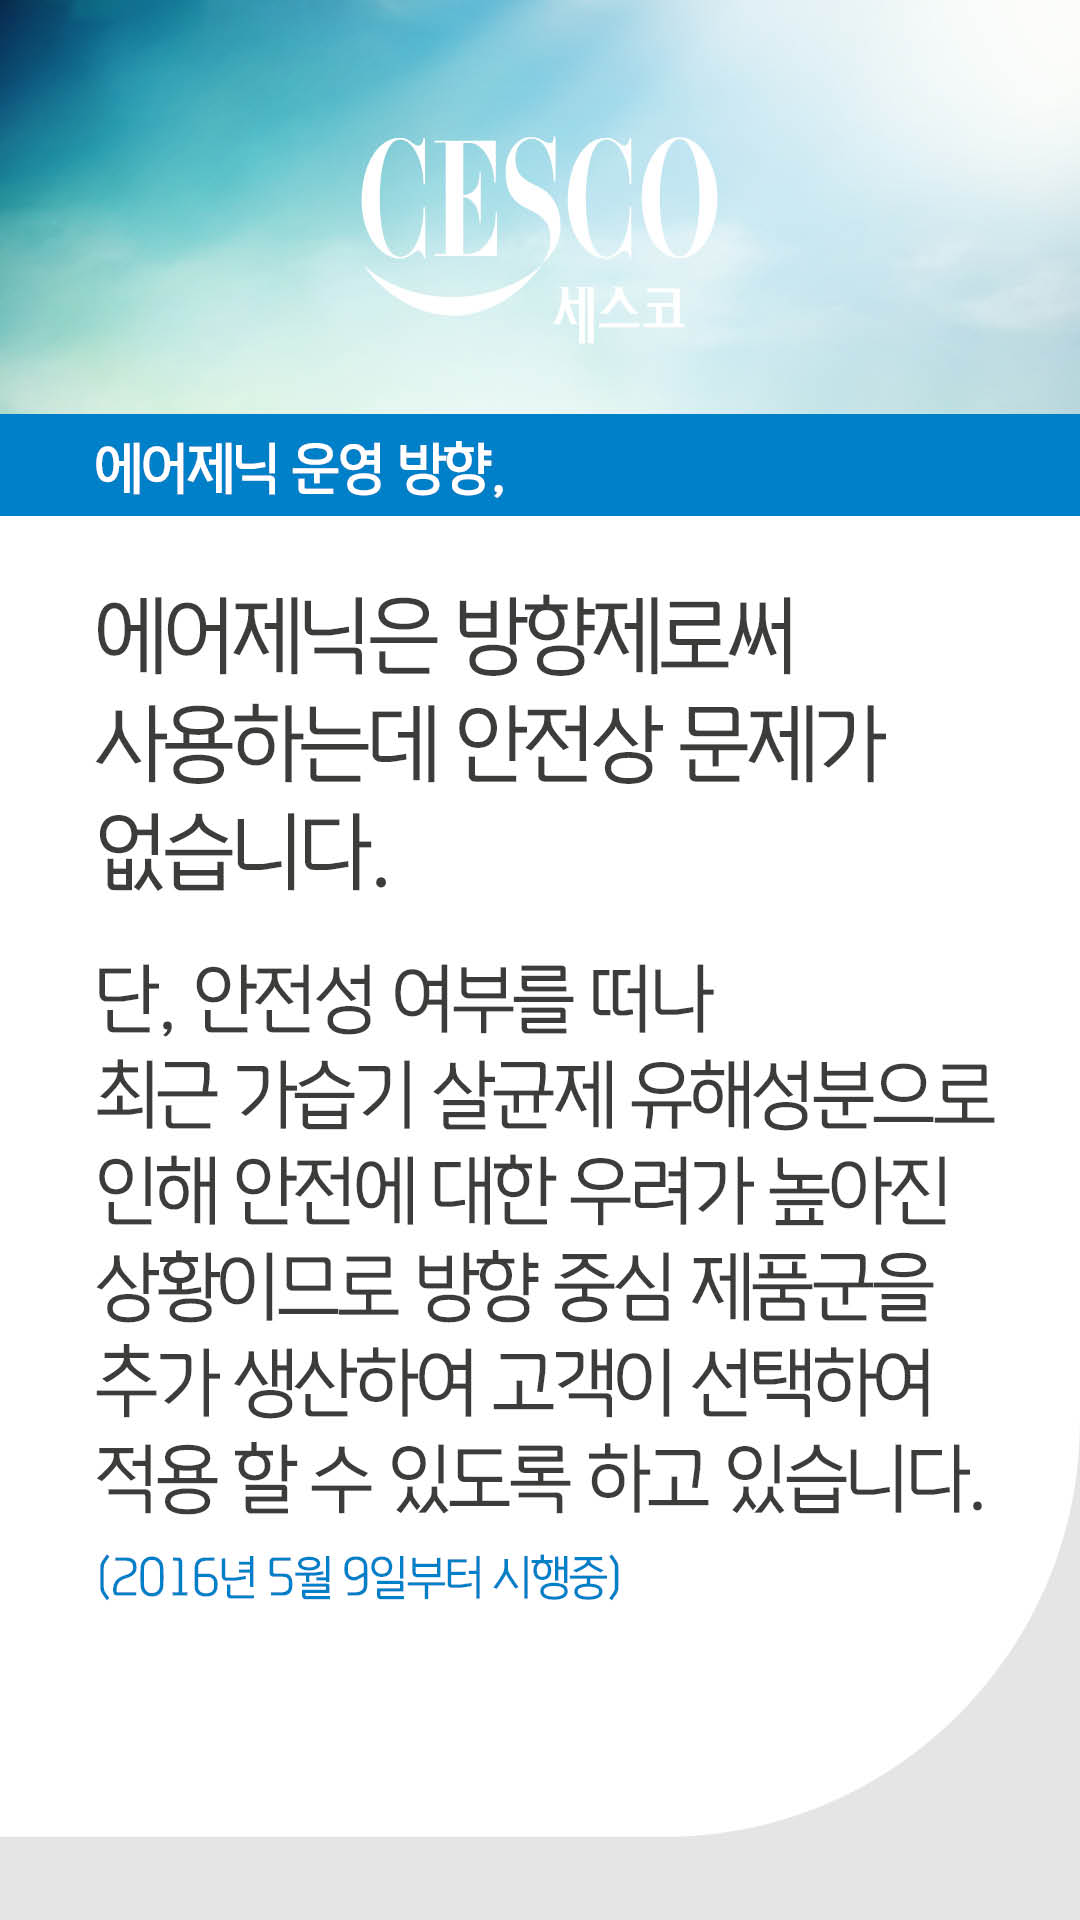 CESCO
세스코
에어제닉 운영 방향,
에어제닉은 방향제로써
사용하는데 안전상 문제가
없습니다.
단, 안전성 여부를 떠나
최근 가습기 살균제 유해성분으로
인해 안전에 대한 우려가 높아진
상황이므로 방향 중심 제품군을
추가 생산하여 고객이 선택하여
적용 할 수 있도록 하고 있습니다.
(2016년 5월 9일부터 시행중)